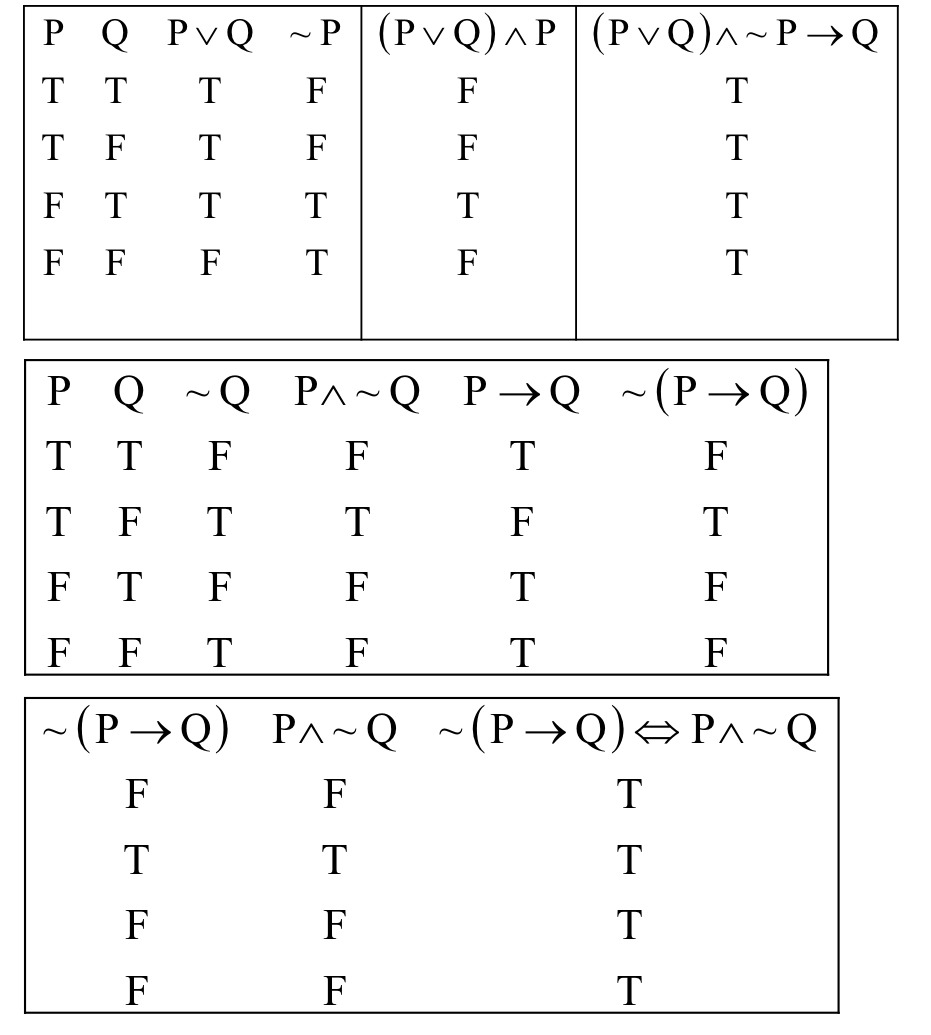 P Q P ∨ Q ~ P (P ∨ Q) ∧ P (P ∨ Q) ∧ ~ P → Q
T T T F F T
T F T F F T
F T T T T T
F F F T F T
P Q ~ Q P ∧ ~ Q P → Q ~ (P → Q)
T T F F T F
T F T T F T
F T F F T F
F F T F T F
~ (P → Q) P ∧ ~ Q ~ (P → Q) ⇔ P ∧ ~ Q
F F T
T T T
F F T
F F T